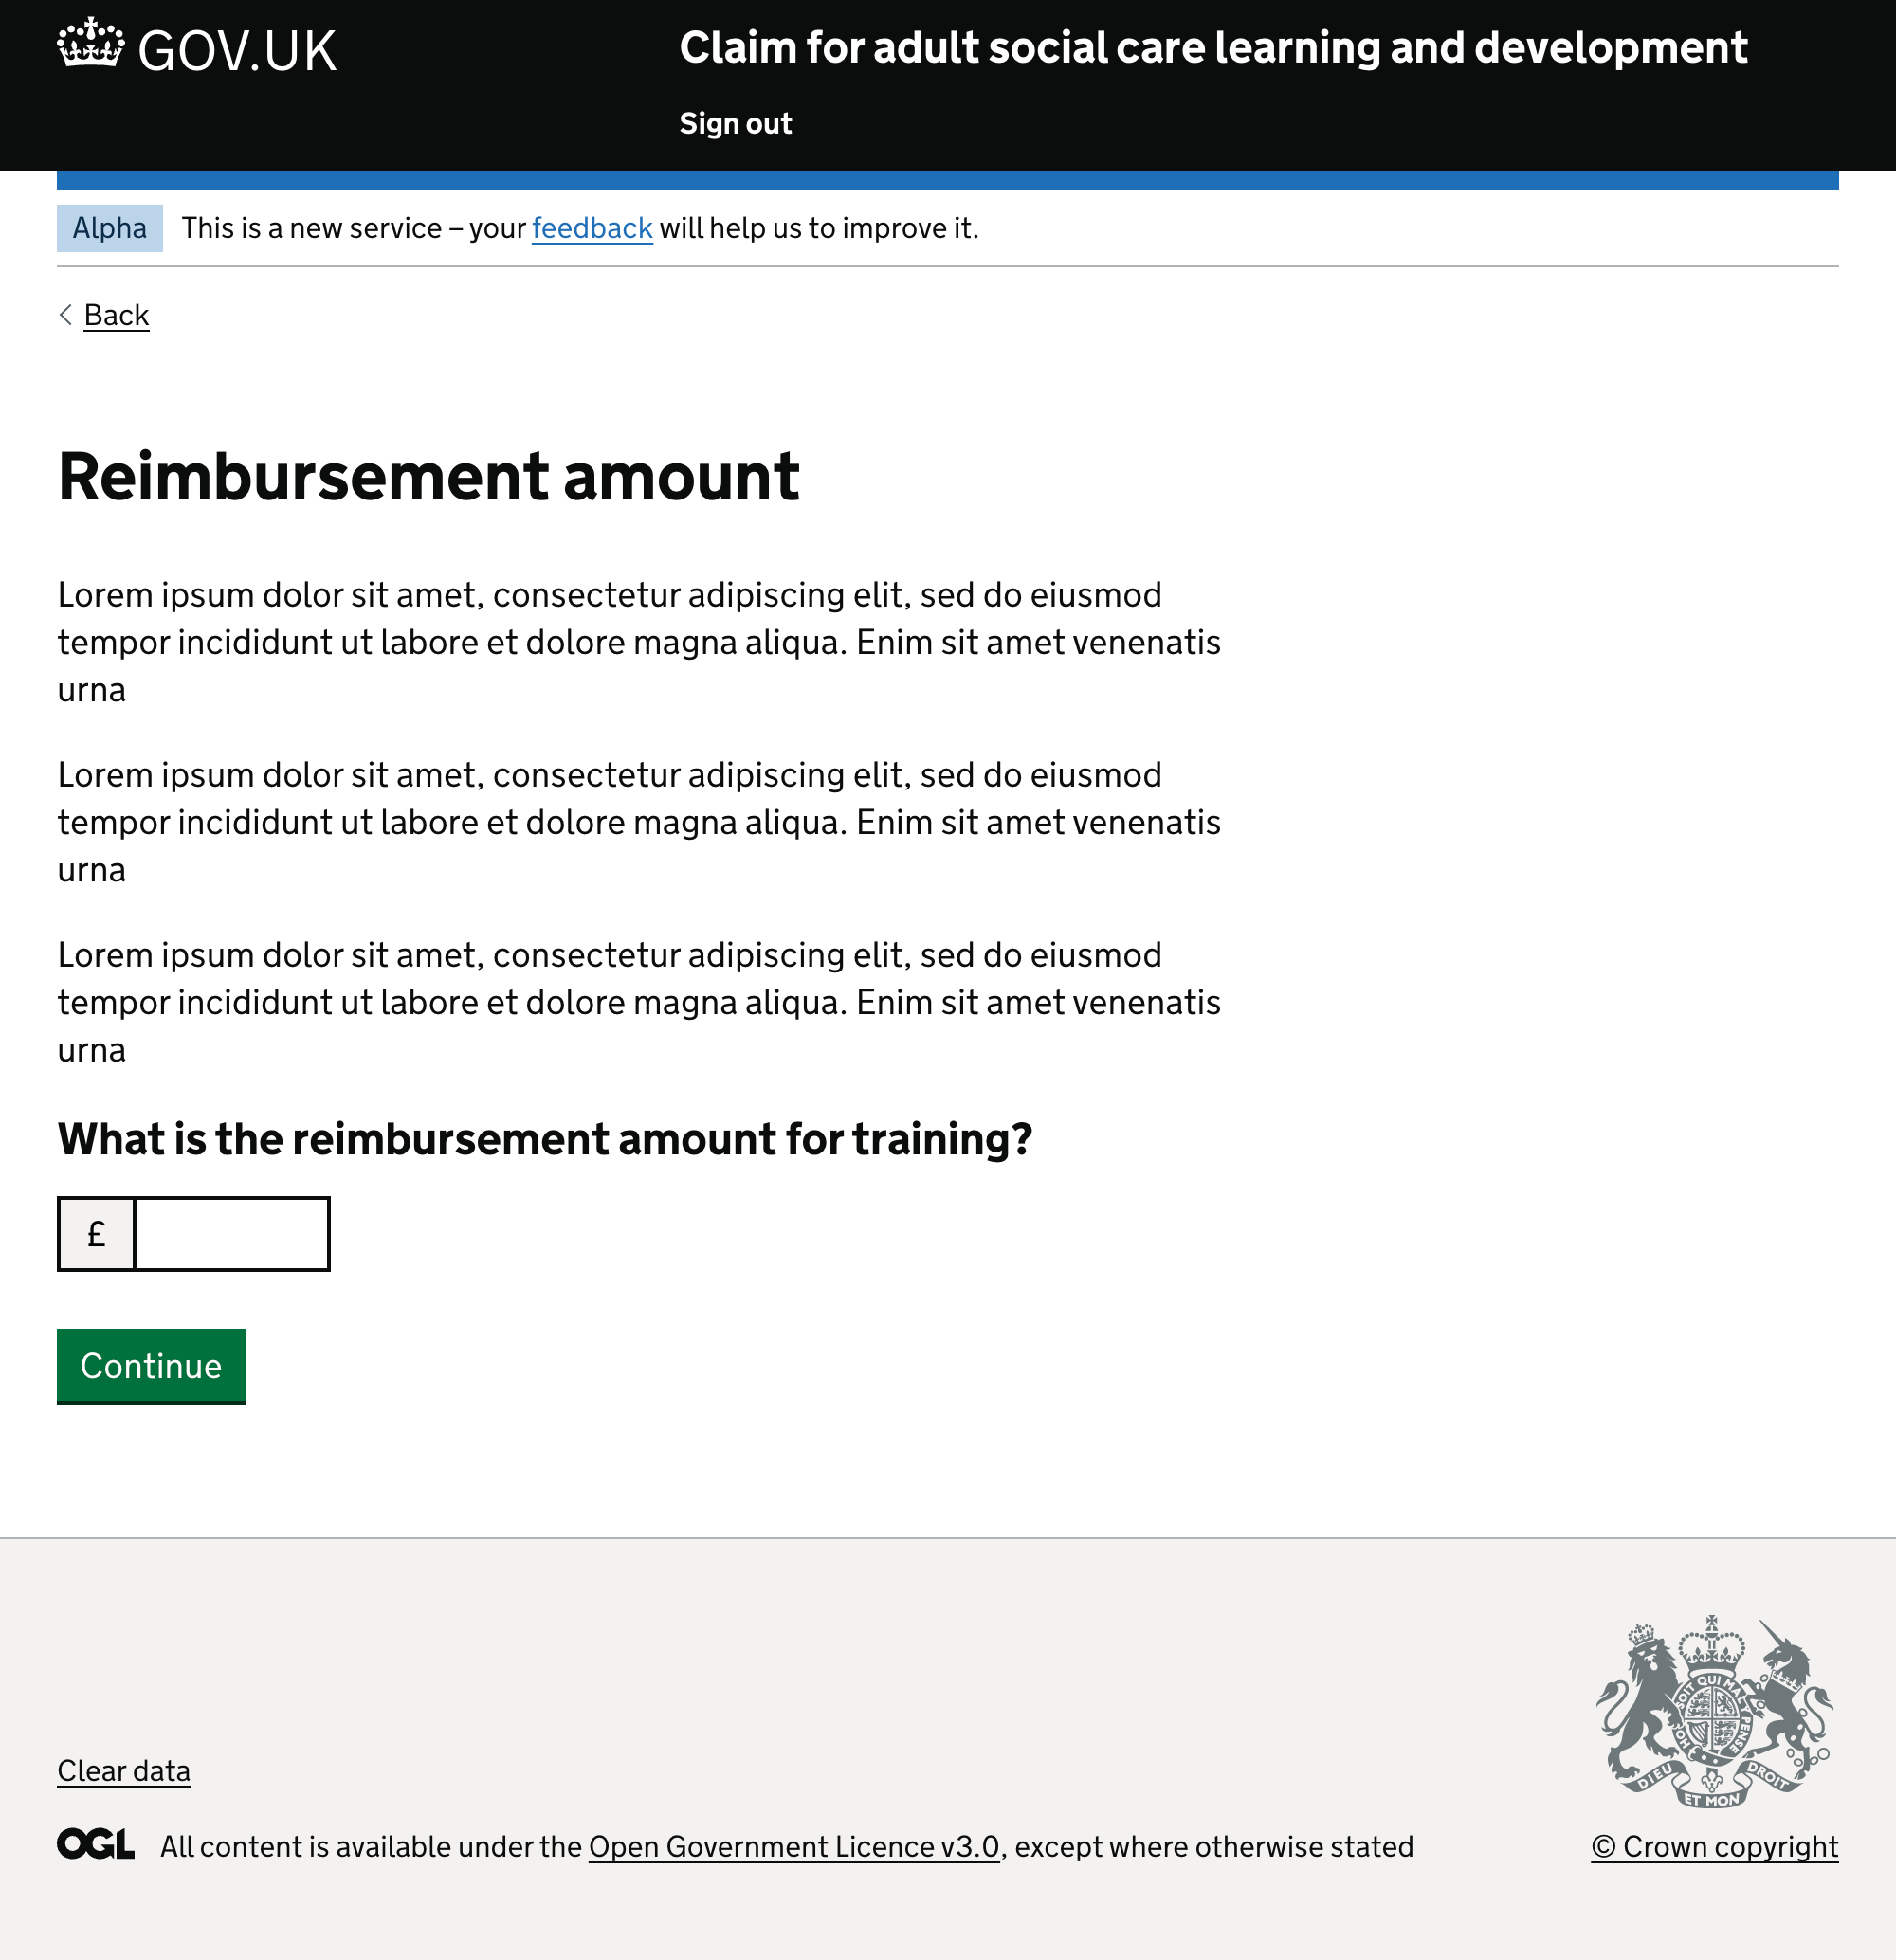 GOV.UK
Claim for adult social care learning and development
Sign out
Alpha
This is a new service – your feedback will help us to improve it.
Back
Reimbursement amount
Lorem ipsum dolor sit amet, consectetur adipiscing elit, sed do eiusmod
tempor incididunt ut labore et dolore magna aliqua. Enim sit amet venenatis
urna
Lorem ipsum dolor sit amet, consectetur adipiscing elit, sed do eiusmod
tempor incididunt ut labore et dolore magna aliqua. Enim sit amet venenatis
urna
Lorem ipsum dolor sit amet, consectetur adipiscing elit, sed do eiusmod
tempor incididunt ut labore et dolore magna aliqua. Enim sit amet venenatis
urna
What is the reimbursement amount for training?
£
Continue
SOIT QUI MAL Y PENSE
DIEU ET MON DROIT
Clear data
OGL All content is available under the Open Government Licence v3.0, except where otherwise stated
© Crown copyright